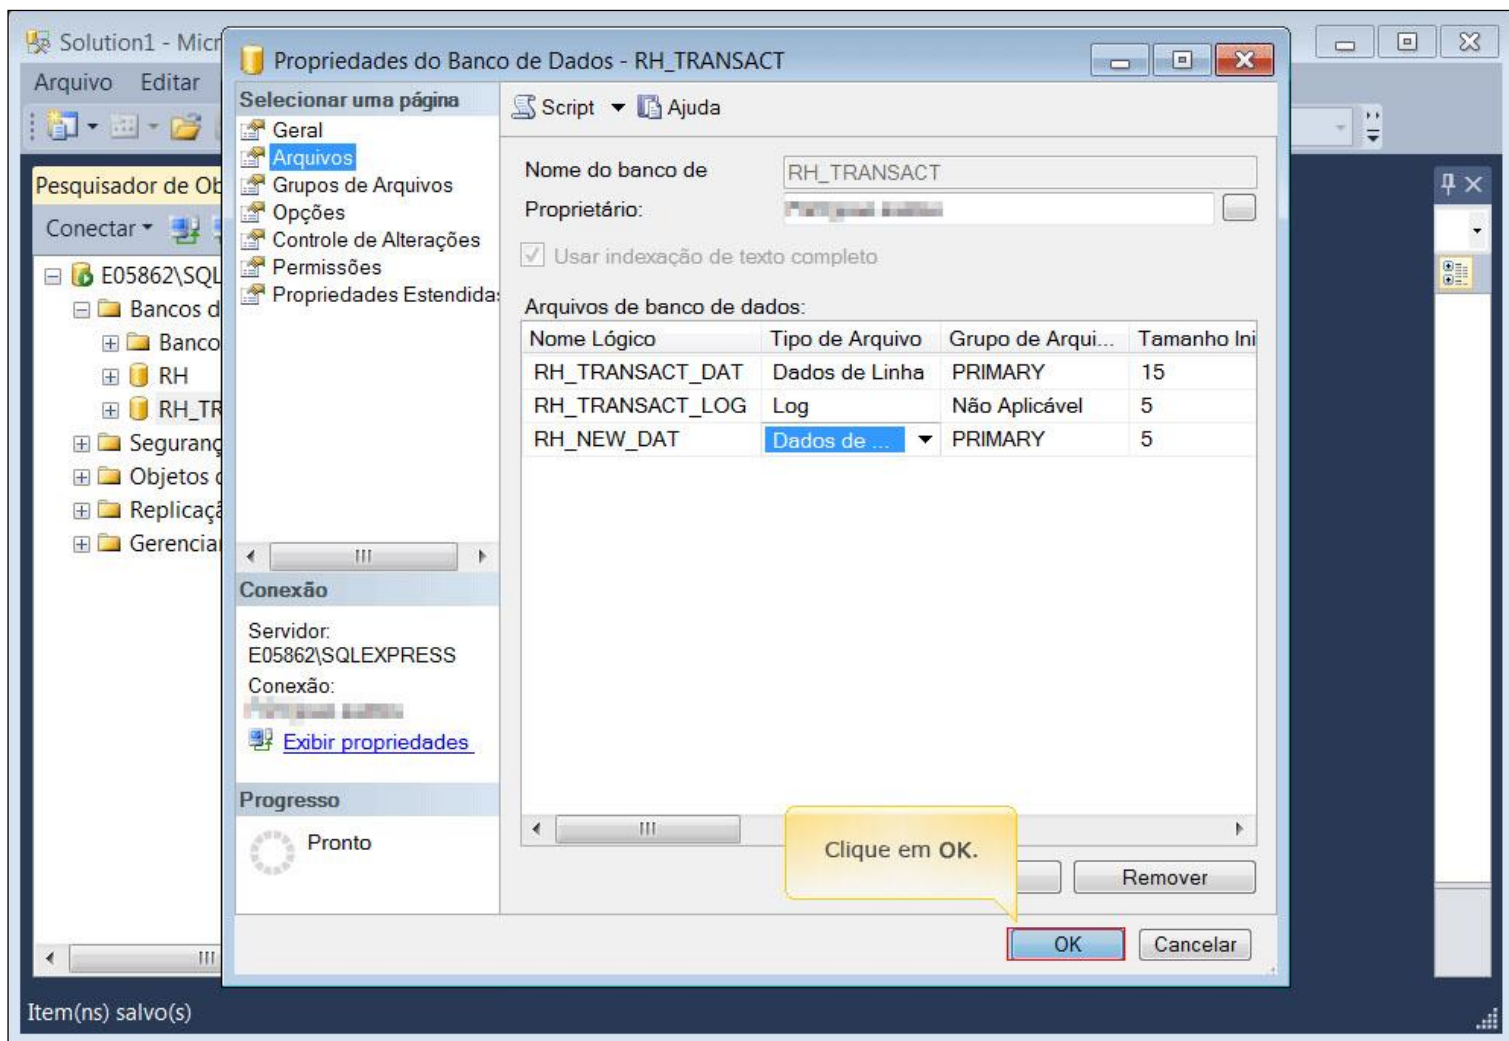 Solution1 - Micr
Arquivo Editar
Pesquisador de Ob
Conectar
E05862\SQL
Bancos d
Banco
RH
RH_TR
Seguranç
Objetos
Replicaç
Gerencia
Item(ns) salvo(s)
Propriedades do Banco de Dados - RH_TRANSACT
Selecionar uma página
Geral
Arquivos
Grupos de Arquivos
Opções
Controle de Alterações
Permissões
Propriedades Estendidas
Conexão
Servidor:
E05862\SQLEXPRESS
Conexão:
Exibir propriedades
Progresso
Pronto
Script Ajuda
Nome do banco de RH_TRANSACT
Proprietário:
Usar indexação de texto completo
Arquivos de banco de dados:
Nome Lógico Tipo de Arquivo Grupo de Arqui... Tamanho Ini
RH_TRANSACT_DAT Dados de Linha PRIMARY 15
RH_TRANSACT_LOG Log Não Aplicável 5
RH_NEW_DAT Dados de ... PRIMARY 5
Clique em OK.
Remover
OK Cancelar